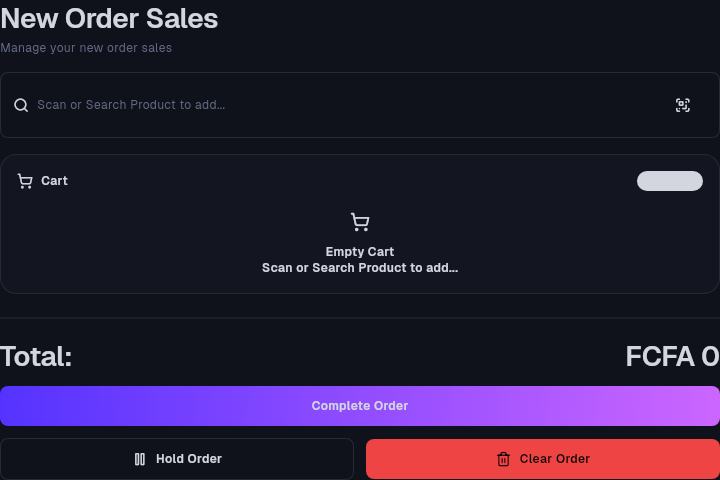 New Order Sales
Manage your new order sales
Scan or Search Product to add...
Cart
Empty Cart
Scan or Search Product to add...
Total:
FCFA 0
Complete Order
Hold Order
Clear Order